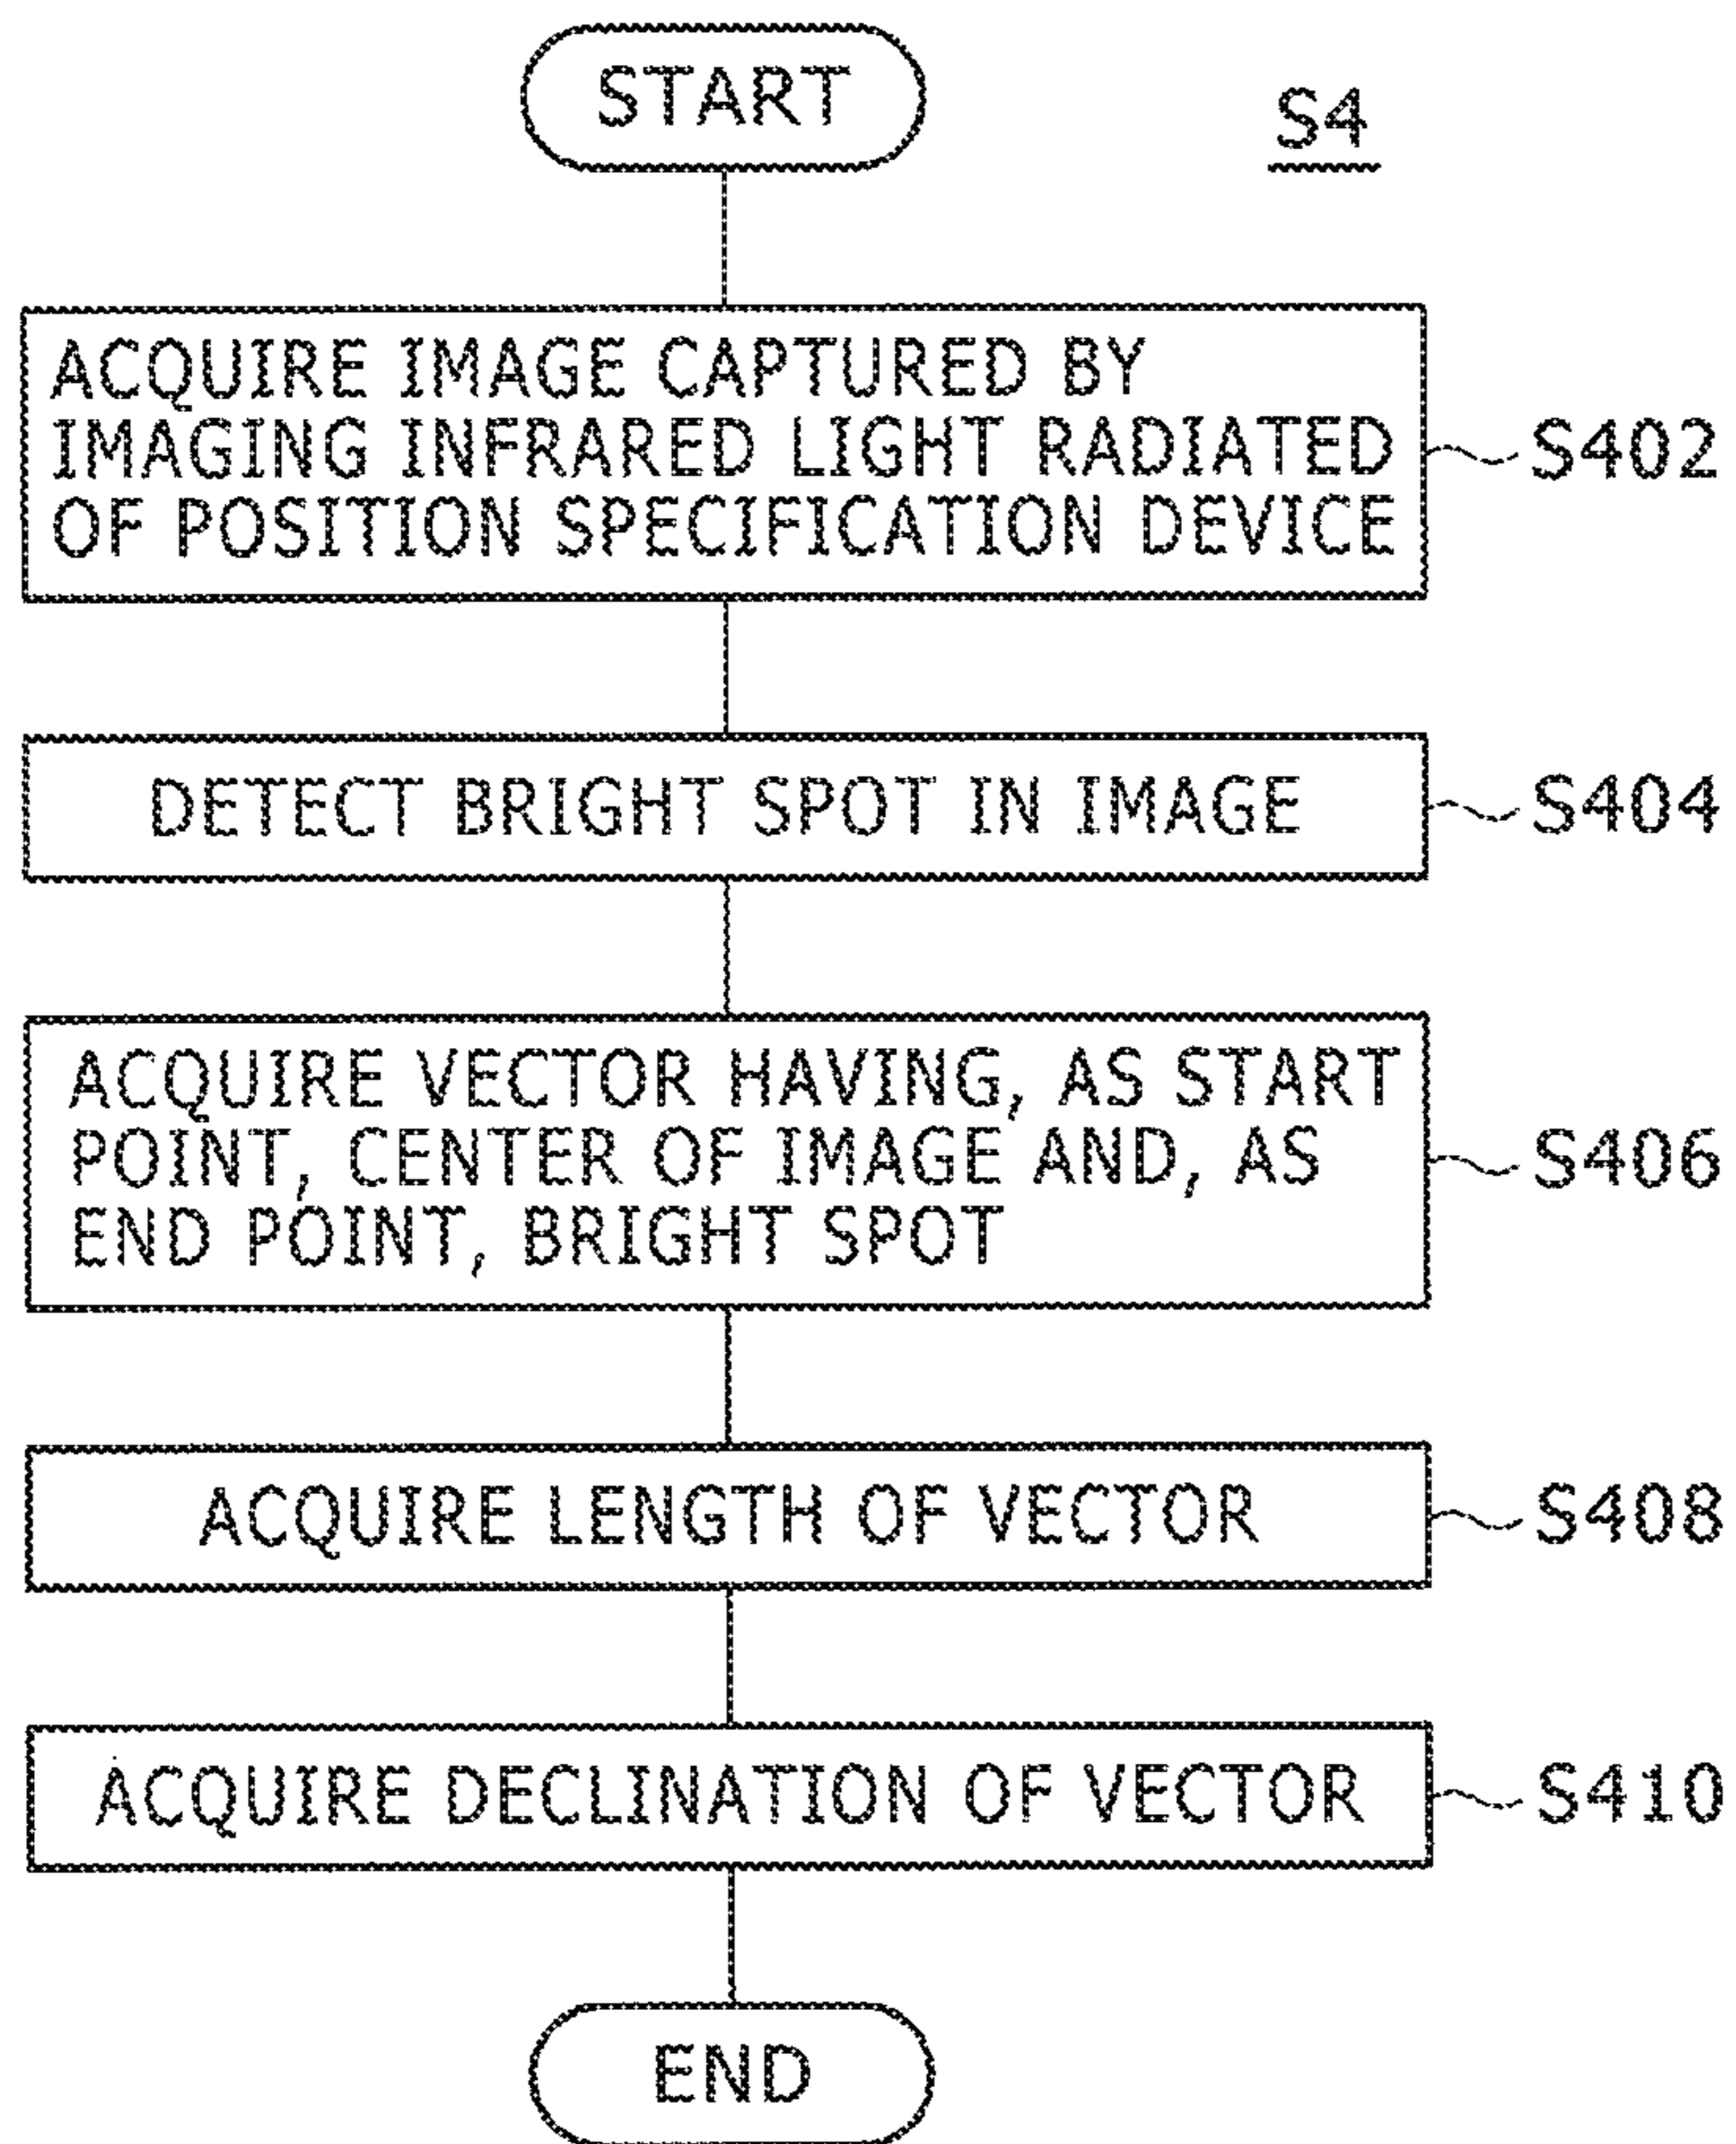 START
S4
ACQUIRE IMAGE CAPTURED BY
IMAGING INFRARED LIGHT RADIATED
OF POSITION SPECIFICATION DEVICE
S402
DETECT BRIGHT SPOT IN IMAGE
S404
ACQUIRE VECTOR HAVING, AS START
POINT, CENTER OF IMAGE AND, AS
END POINT, BRIGHT SPOT
S406
ACQUIRE LENGTH OF VECTOR
S408
ACQUIRE DECLINATION OF VECTOR
S410
END